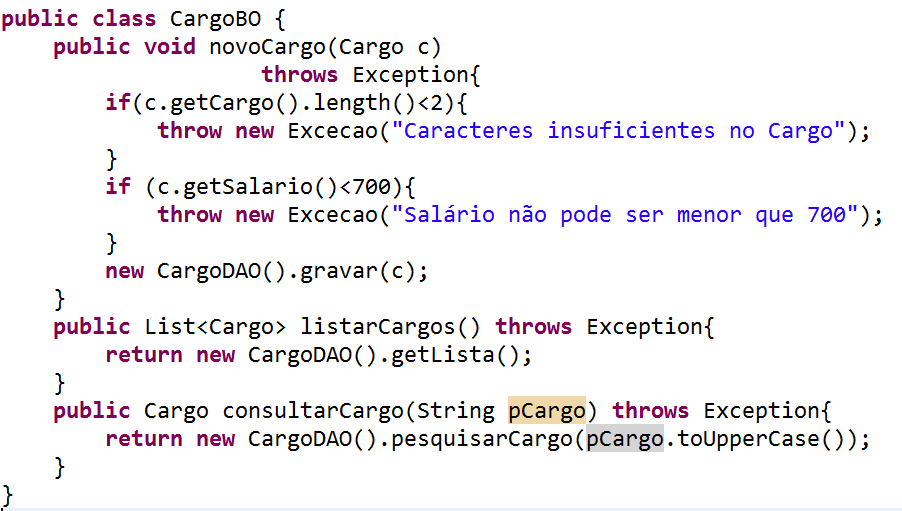 public class CargoBO {
    public void novoCargo(Cargo c)
                    throws Exception{
        if(c.getCargo().length()<2){
            throw new Excecao("Caracteres insuficientes no Cargo");
        }
        if (c.getSalario()<700){
            throw new Excecao("Salário não pode ser menor que 700");
        }
        new CargoDAO().gravar(c);
    }
    public List<Cargo> listarCargos() throws Exception{
        return new CargoDAO().getLista();
    }
    public Cargo consultarCargo(String pCargo) throws Exception{
        return new CargoDAO().pesquisarCargo(pCargo.toUpperCase());
    }
}